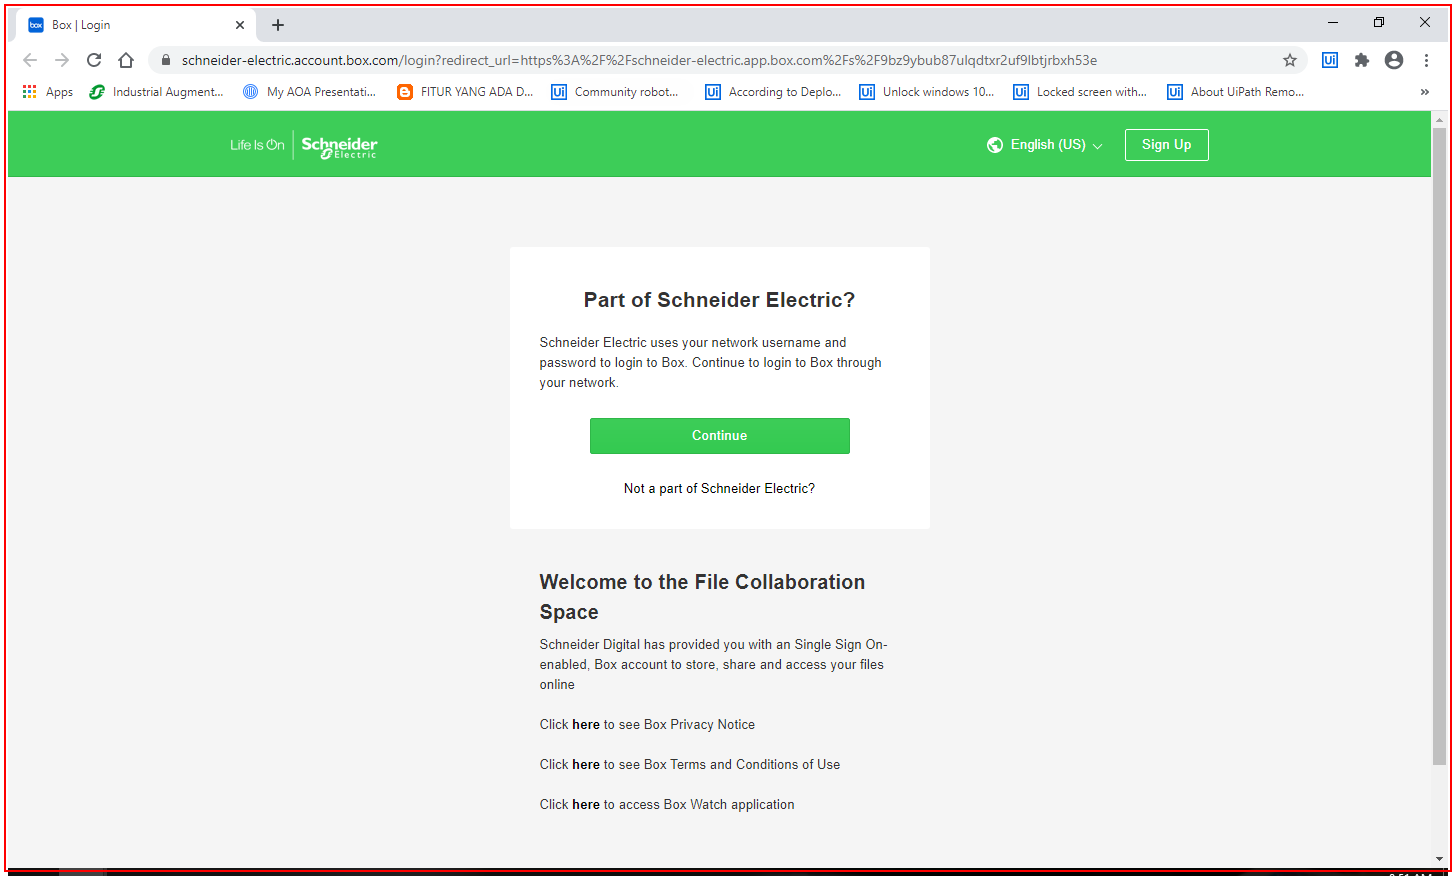 box Box | Login
schneider-electric.account.box.com/login?redirect_url=https%3A%2F%2Fschneider-electric.app.box.com%2Fs%2F9bz9ybub87ulqdtxr2uf9lbtjrbxh53e
Apps Industrial Augment... My AOA Presentati... FITUR YANG ADA D... Ui Community robot... Ui According to Deplo... Ui Unlock windows 10... Ui Locked screen with... Ui About UiPath Remo... »
Life Is On Schneider Electric English (US) Sign Up
Part of Schneider Electric?
Schneider Electric uses your network username and
password to login to Box. Continue to login to Box through
your network.
Continue
Not a part of Schneider Electric?
Welcome to the File Collaboration
Space
Schneider Digital has provided you with an Single Sign On-
enabled, Box account to store, share and access your files
online
Click here to see Box Privacy Notice
Click here to see Box Terms and Conditions of Use
Click here to access Box Watch application